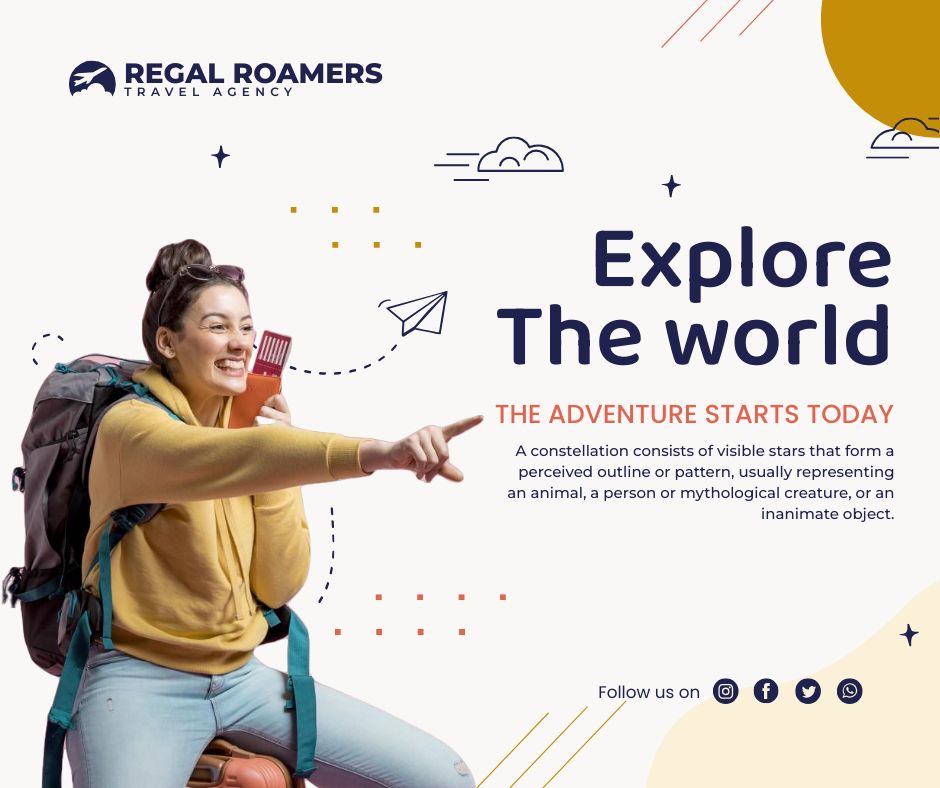 REGAL ROAMERS
TRAVEL AGENCY
Explore
The world
THE ADVENTURE STARTS TODAY
A constellation consists of visible stars that form a
perceived outline or pattern, usually representing
an animal, a person or mythological creature, or an
inanimate object.
Follow us on